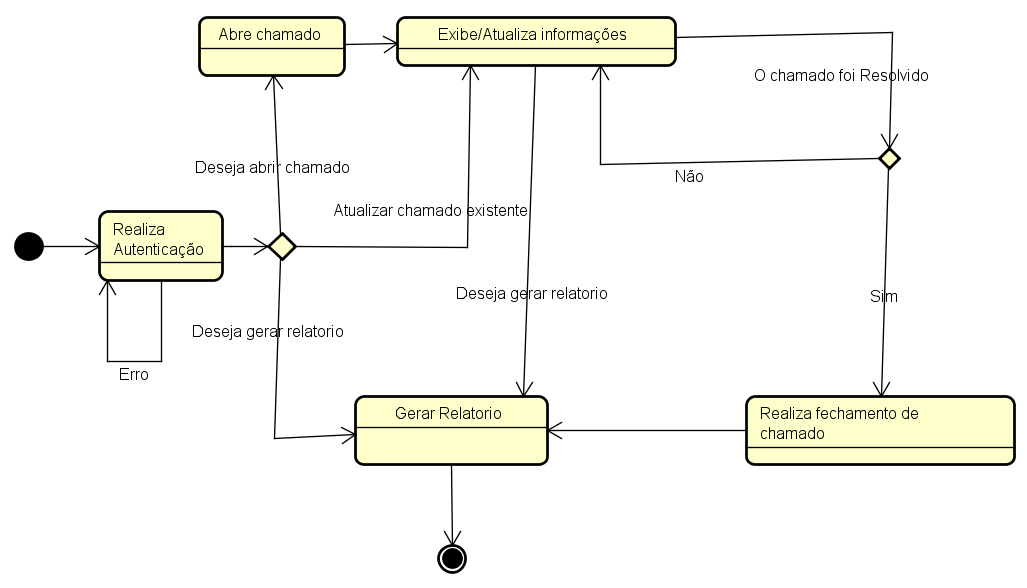 Abre chamado
Exibe/Atualiza informações
O chamado foi Resolvido
Deseja abrir chamado
Não
Atualizar chamado existente
Realiza
Autenticação
Deseja gerar relatorio
Sim
Deseja gerar relatorio
Erro
Gerar Relatorio
Realiza fechamento de
chamado